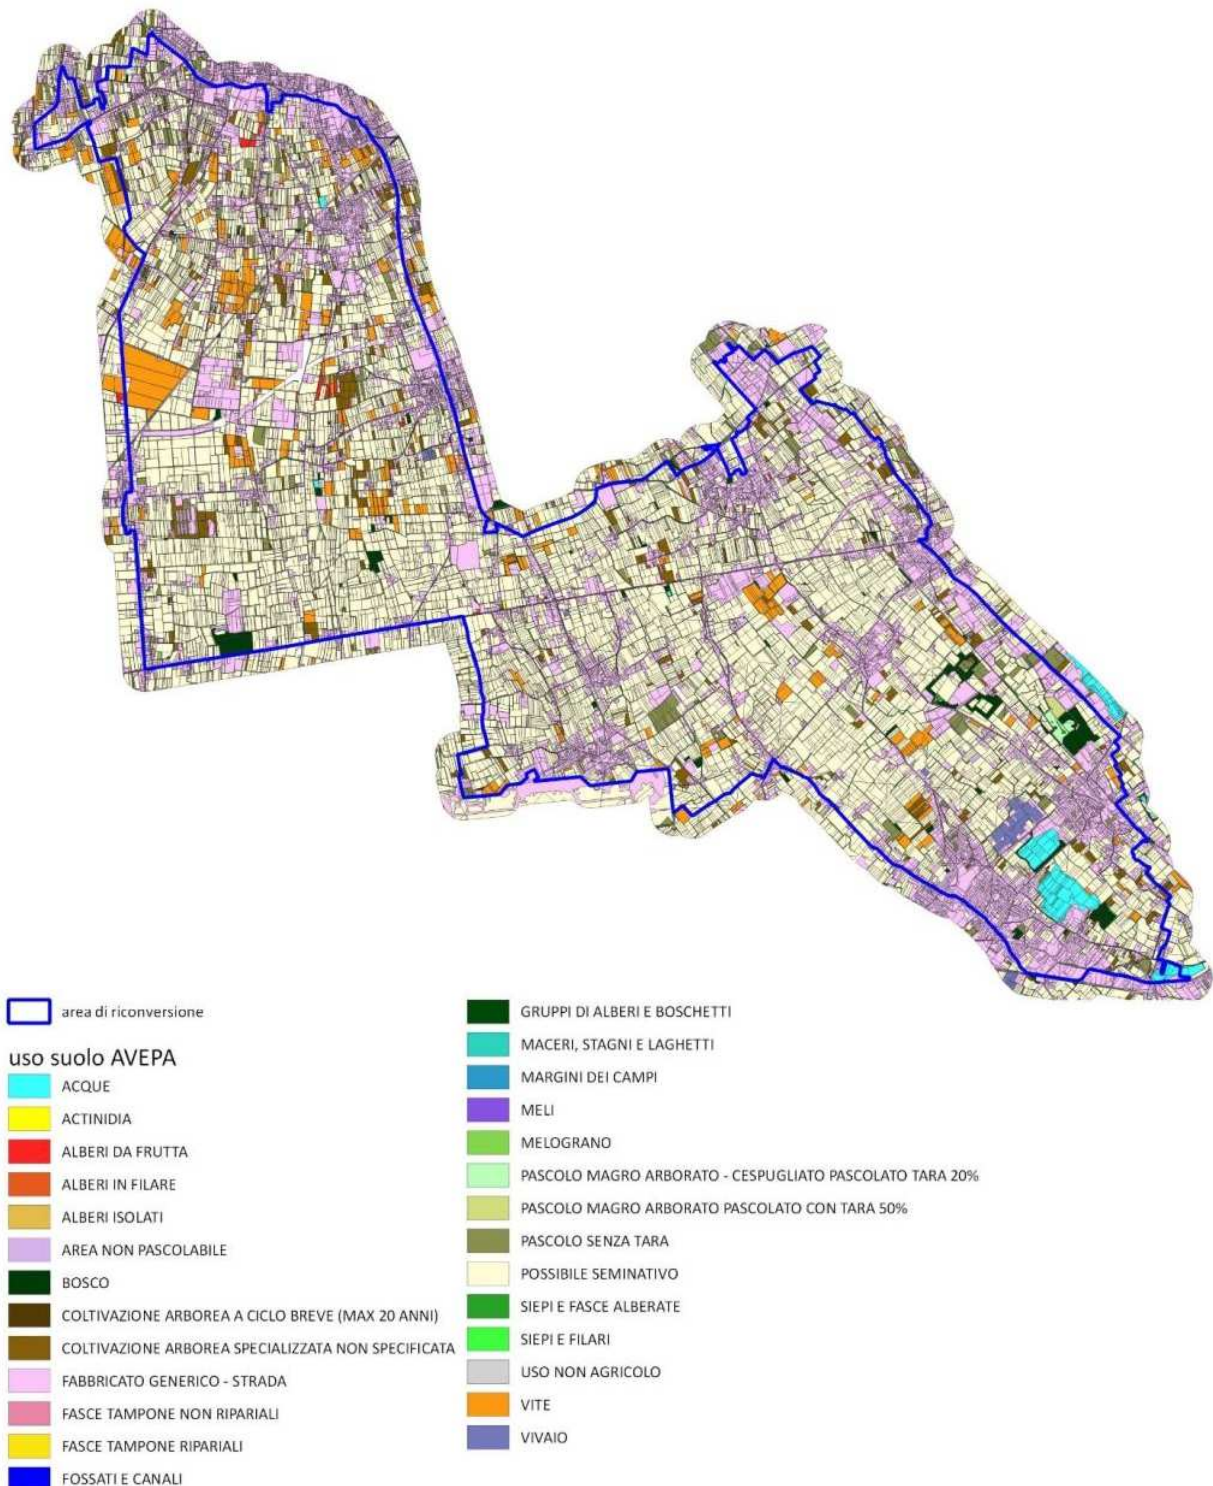 area di riconversione
uso suolo AVEPA
ACQUE
ACTINIDIA
ALBERI DA FRUTTA
ALBERI IN FILARE
ALBERI ISOLATI
AREA NON PASCOLABILE
BOSCO
COLTIVAZIONE ARBOREA A CICLO BREVE (MAX 20 ANNI)
COLTIVAZIONE ARBOREA SPECIALIZZATA NON SPECIFICATA
FABBRICATO GENERICO - STRADA
FASCE TAMPONE NON RIPARIALI
FASCE TAMPONE RIPARIALI
FOSSATI E CANALI
GRUPPI DI ALBERI E BOSCHETTI
MACERI, STAGNI E LAGHETTI
MARGINI DEI CAMPI
MELI
MELOGRANO
PASCOLO MAGRO ARBORATO - CESPUGLIATO PASCOLATO TARA 20%
PASCOLO MAGRO ARBORATO PASCOLATO CON TARA 50%
PASCOLO SENZA TARA
POSSIBILE SEMINATIVO
SIEPI E FASCE ALBERATE
SIEPI E FILARI
USO NON AGRICOLO
VITE
VIVAIO